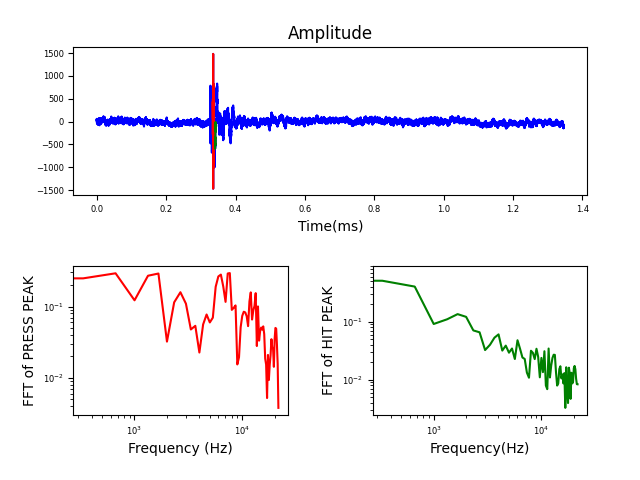 Amplitude
1500
1000
500
0
−500
−1000
−1500
0.0 0.2 0.4 0.6 0.8 1.0 1.2 1.4
Time(ms)
FFT of PRESS PEAK
10⁻¹
10⁻²
10³ 10⁴
Frequency (Hz)
FFT of HIT PEAK
10⁻¹
10⁻²
10³ 10⁴
Frequency(Hz)